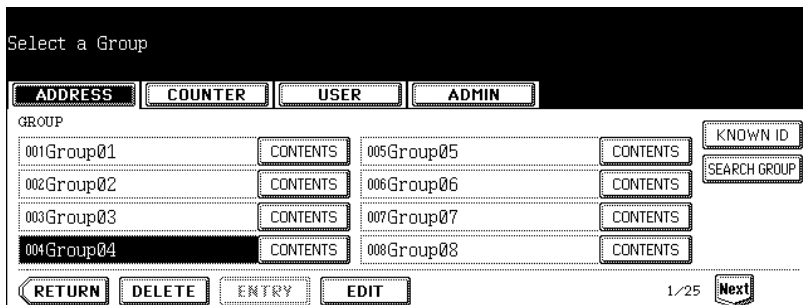 Select a Group
ADDRESS COUNTER USER ADMIN
GROUP
KNOWN ID
001Group01 CONTENTS 005Group05 CONTENTS
SEARCH GROUP
002Group02 CONTENTS 006Group06 CONTENTS
003Group03 CONTENTS 007Group07 CONTENTS
004Group04 CONTENTS 008Group08 CONTENTS
RETURN DELETE ENTRY EDIT 1/25 Next